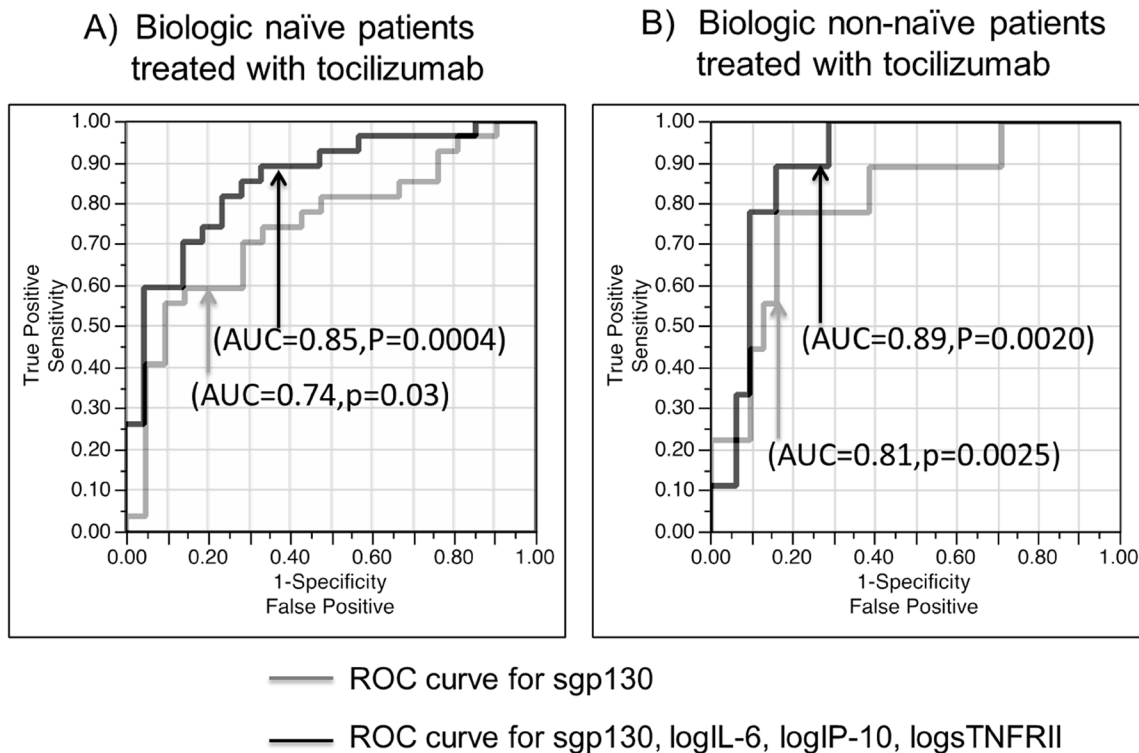 A) Biologic naïve patients
treated with tocilizumab
B) Biologic non-naïve patients
treated with tocilizumab
1.00
0.90
0.80
0.70
0.60
0.50
0.40
0.30
0.20
0.10
0.00
True Positive
Sensitivity
(AUC=0.85,P=0.0004)
(AUC=0.74,p=0.03)
0.00 0.20 0.40 0.60 0.80 1.00
1-Specificity
False Positive
1.00
0.90
0.80
0.70
0.60
0.50
0.40
0.30
0.20
0.10
0.00
True Positive
Sensitivity
(AUC=0.89,P=0.0020)
(AUC=0.81,p=0.0025)
0.00 0.20 0.40 0.60 0.80 1.00
1-Specificity
False Positive
ROC curve for sgp130
ROC curve for sgp130, logIL-6, logIP-10, logsTNFRII